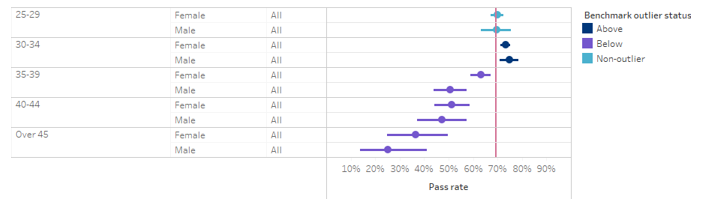 25-29 Female All
Male All
30-34 Female All
Male All
35-39 Female All
Male All
40-44 Female All
Male All
Over 45 Female All
Male All
10% 20% 30% 40% 50% 60% 70% 80% 90%
Pass rate
Benchmark outlier status
Above
Below
Non-outlier